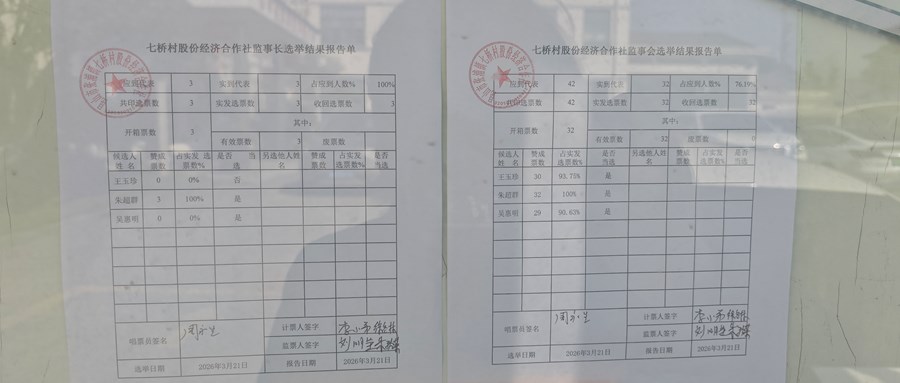 七桥村股份经济合作社监事长选举结果报告单
应到代表 3 实到代表 3 占应到人数% 100%
共印选票数 3 实发选票数 3 收回选票数 3
开箱票数 3 其中:
有效票数 3 废票数
候选人姓名 赞成票数 占实发选票数% 是否当选 另选他人姓名 赞成票数 占实发票数% 是否当选
王玉珍 0 0% 否
朱超群 3 100% 是
吴惠明 0 0% 是
唱票员签名 计票人签字
监票人签字
选举日期 2026年3月21日 报告日期 2026年3月21日
七桥村股份经济合作社监事会选举结果报告单
应到代表 42 实到代表 32 占应到人数% 76.19%
共印选票数 42 实发选票数 32 收回选票数 32
开箱票数 32 其中:
有效票数 32 废票数 0
候选人姓名 赞成票数 占实发票数% 是否当选 另选他人姓名 赞成票数 占实发票数% 是否当选
王玉珍 30 93.75% 是
朱超群 32 100% 是
吴惠明 29 90.63% 是
唱票员签名 计票人签字
监票人签字
选举日期 2026年3月21日 报告日期 2026年3月21日